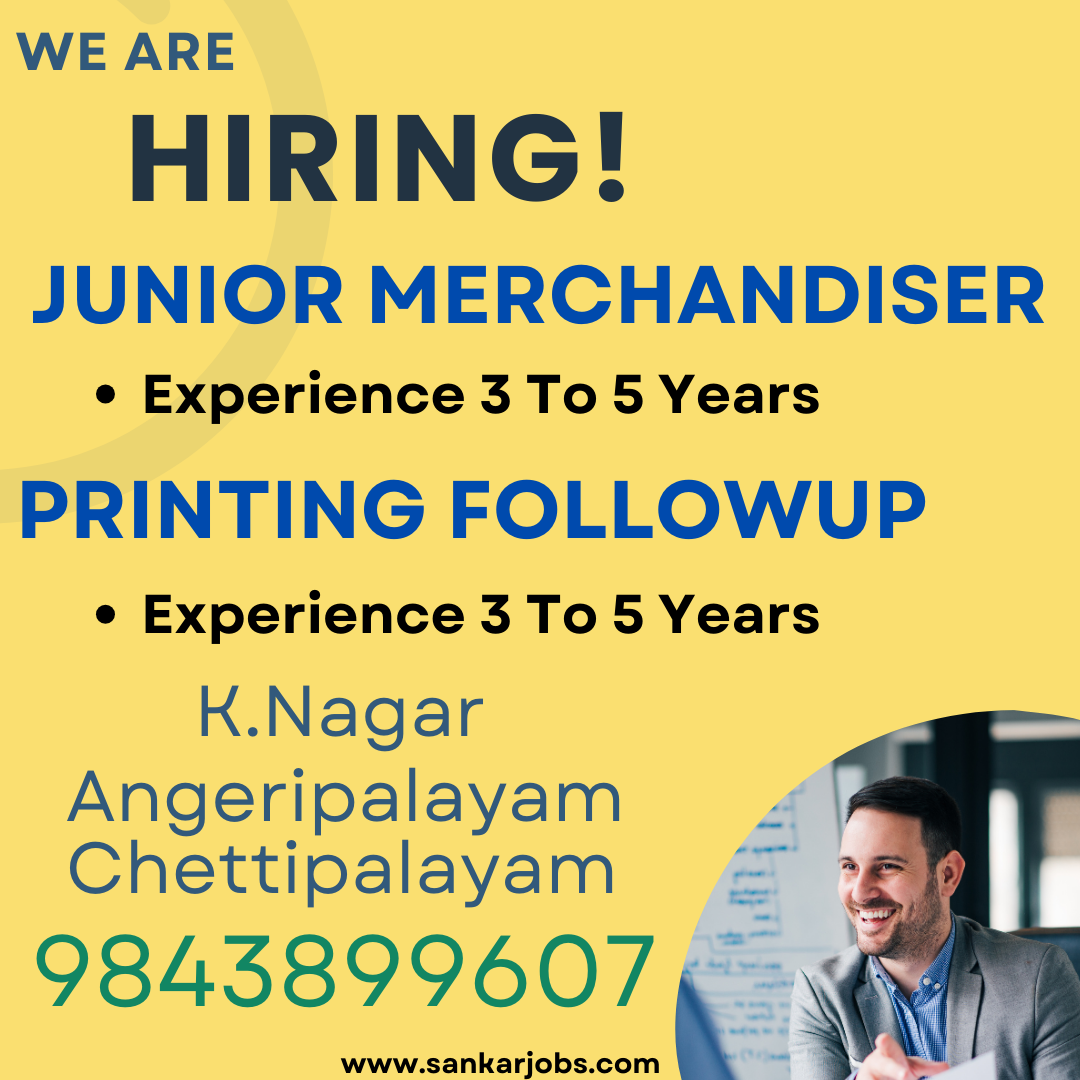 WE ARE
HIRING!
JUNIOR MERCHANDISER
• Experience 3 To 5 Years
PRINTING FOLLOWUP
• Experience 3 To 5 Years
K.Nagar
Angeripalayam
Chettipalayam
9843899607
www.sankarjobs.com